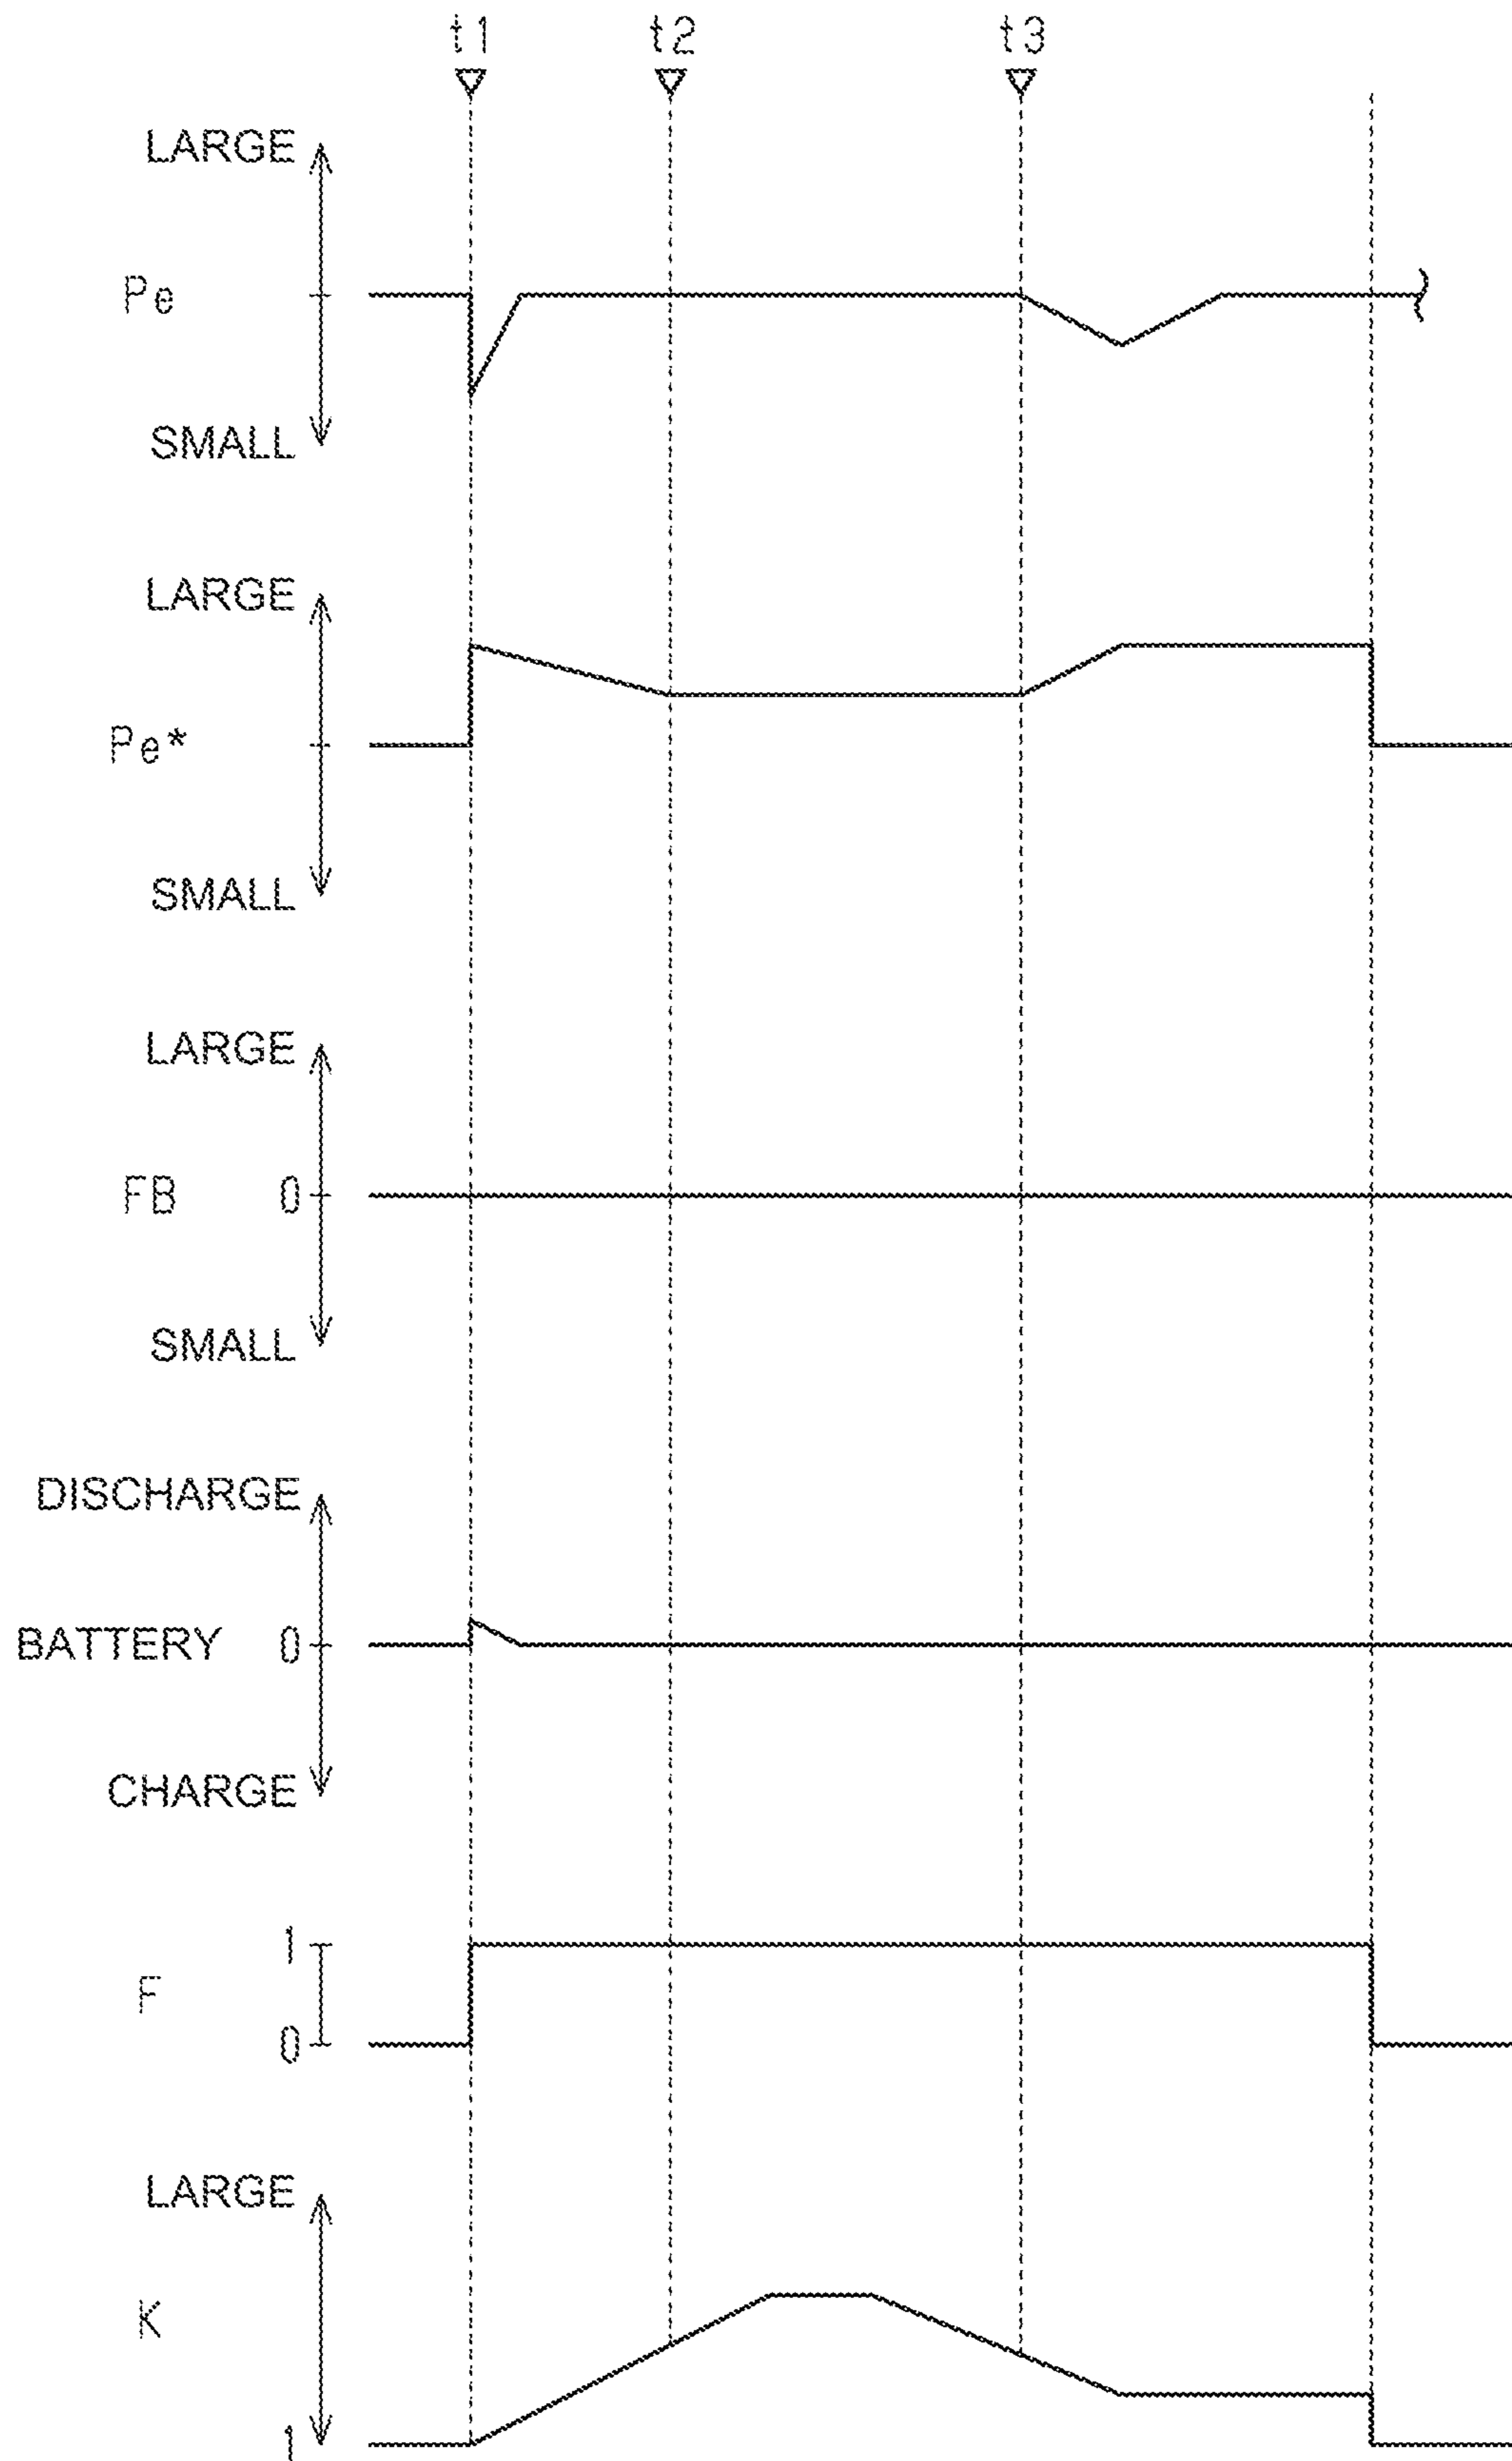 t1 t2 t3
LARGE
Pe
SMALL
LARGE
Pe*
SMALL
LARGE
FB 0
SMALL
DISCHARGE
BATTERY 0
CHARGE
1
F
0
LARGE
K
1